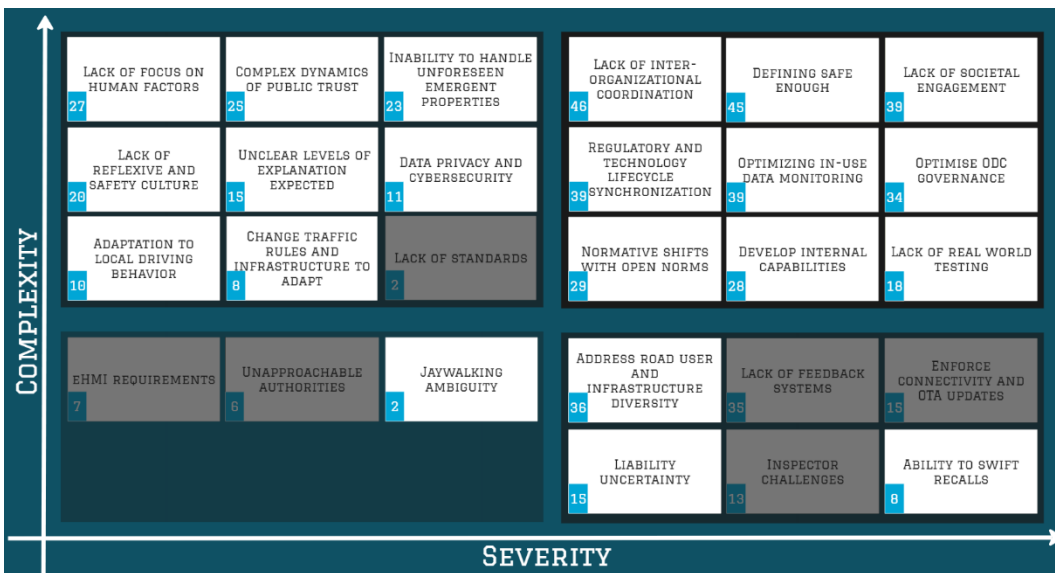 COMPLEXITY
LACK OF FOCUS ON
HUMAN FACTORS
27
COMPLEX DYNAMICS
OF PUBLIC TRUST
25
INABILITY TO HANDLE
UNFORESEEN
EMERGENT
PROPERTIES
23
LACK OF INTER-
ORGANIZATIONAL
COORDINATION
46
DEFINING SAFE
ENOUGH
45
LACK OF SOCIETAL
ENGAGEMENT
39
LACK OF
REFLEXIVE AND
SAFETY CULTURE
20
UNCLEAR LEVELS OF
EXPLANATION
EXPECTED
15
DATA PRIVACY AND
CYBERSECURITY
11
REGULATORY AND
TECHNOLOGY
LIFECYCLE
SYNCHRONIZATION
39
OPTIMIZING IN-USE
DATA MONITORING
39
OPTIMISE ODC
GOVERNANCE
34
ADAPTATION TO
LOCAL DRIVING
BEHAVIOR
10
CHANGE TRAFFIC
RULES AND
INFRASTRUCTURE TO
ADAPT
8
LACK OF STANDARDS
2
NORMATIVE SHIFTS
WITH OPEN NORMS
29
DEVELOP INTERNAL
CAPABILITIES
28
LACK OF REAL WORLD
TESTING
18
eHMI REQUIREMENTS
7
UNAPPROACHABLE
AUTHORITIES
6
JAYWALKING
AMBIGUITY
2
ADDRESS ROAD USER
AND
INFRASTRUCTURE
DIVERSITY
36
LACK OF FEEDBACK
SYSTEMS
35
ENFORCE
CONNECTIVITY AND
OTA UPDATES
15
LIABILITY
UNCERTAINTY
15
INSPECTOR
CHALLENGES
13
ABILITY TO SWIFT
RECALLS
8
SEVERITY